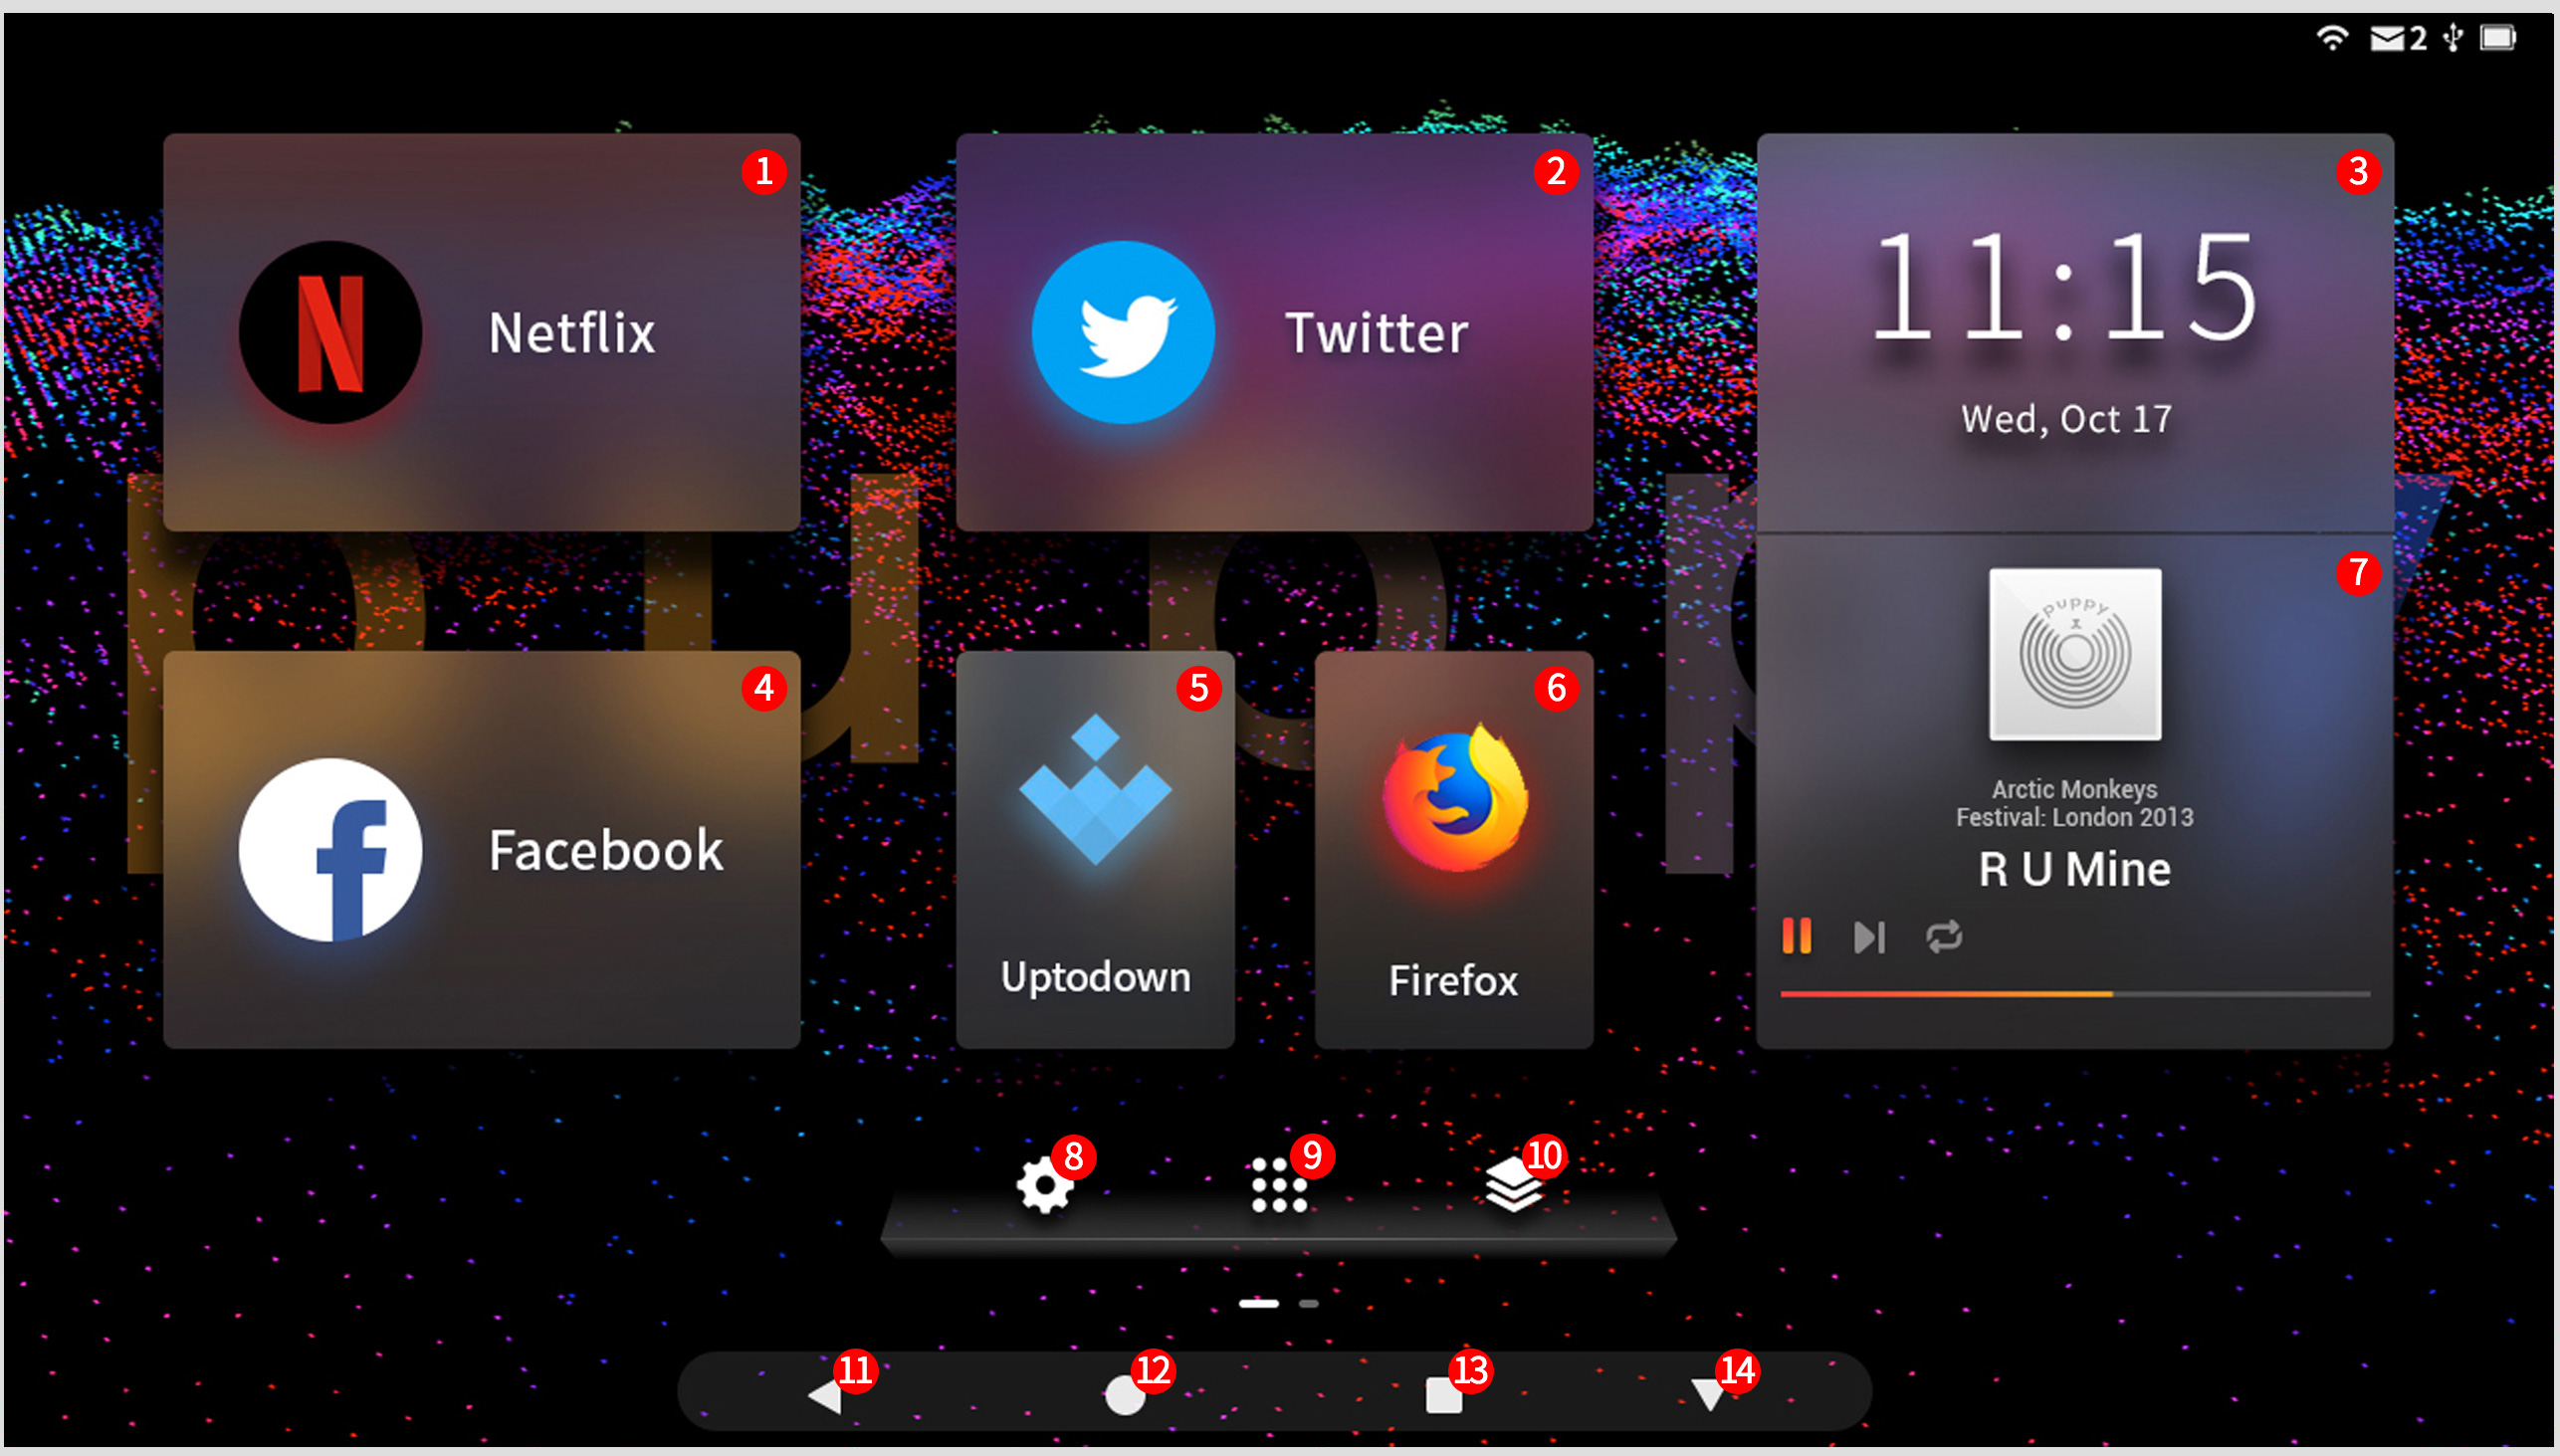 2
1
Netflix
2
Twitter
3
11:15
Wed, Oct 17
4
Facebook
5
Uptodown
6
Firefox
7
puppy
Arctic Monkeys
Festival: London 2013
R U Mine
8
9
10
11
12
13
14